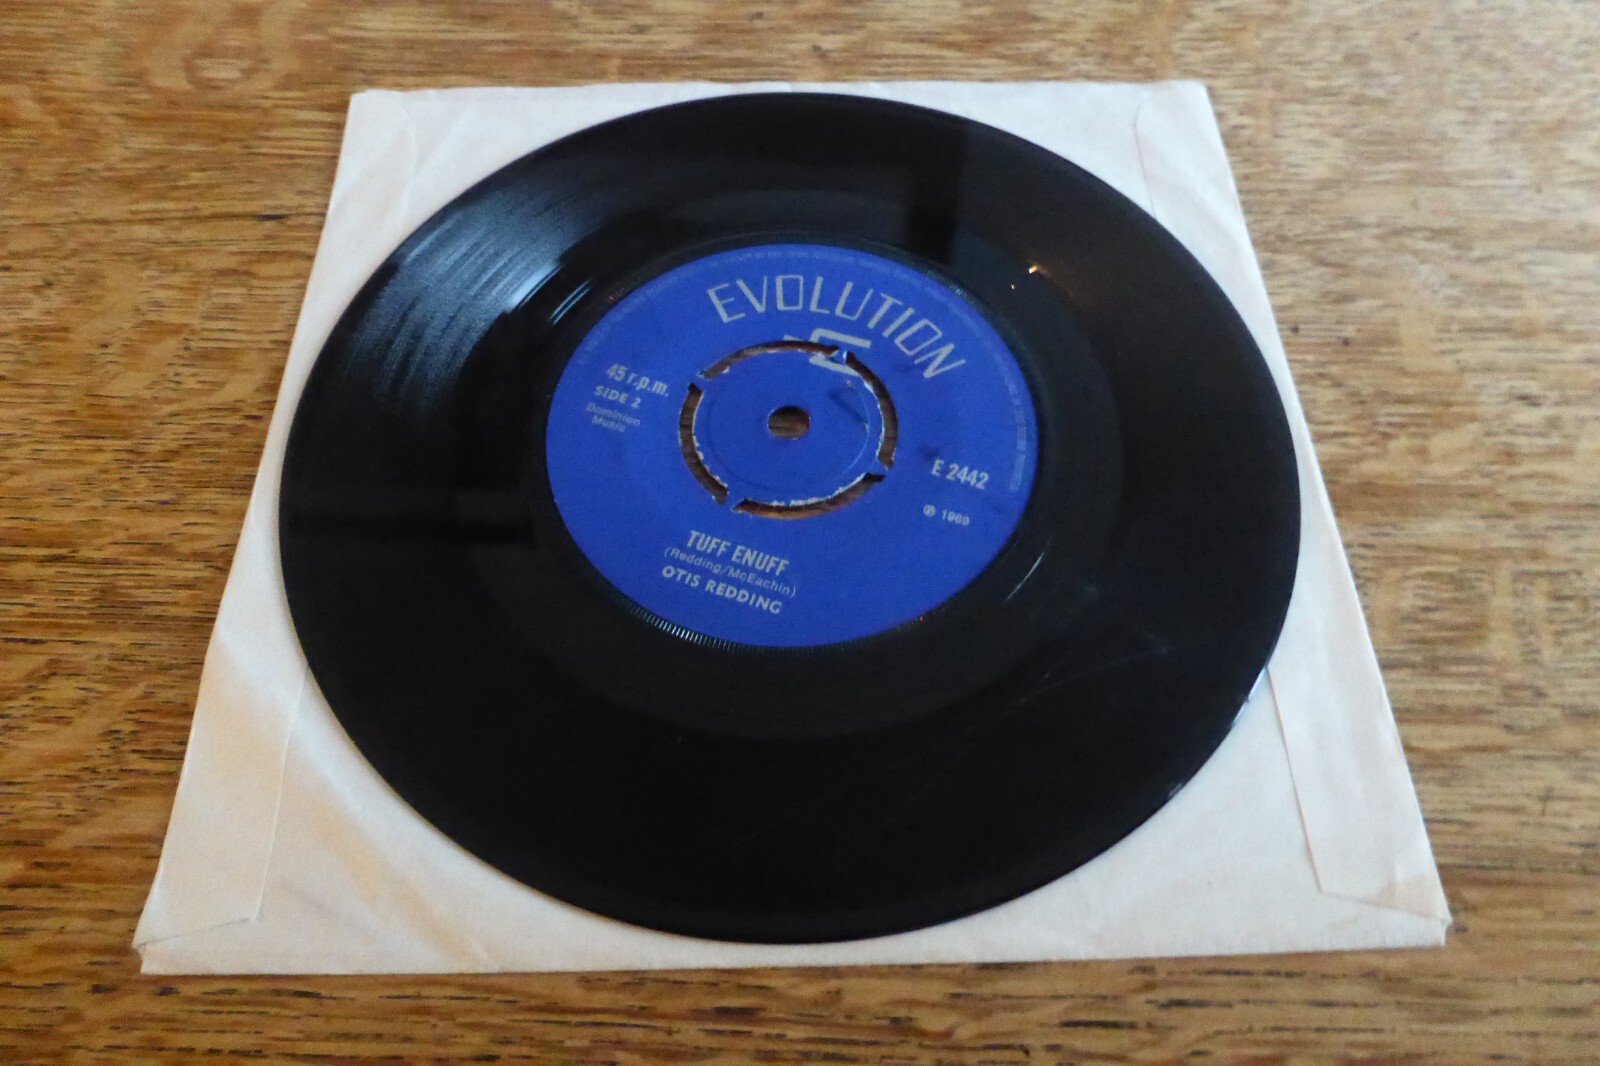 EVOLUTION
45 r.p.m.
SIDE 2
Dominion
Music
E 2442
℗ 1969
TUFF ENUFF
(Redding/McEachin)
OTIS REDDING